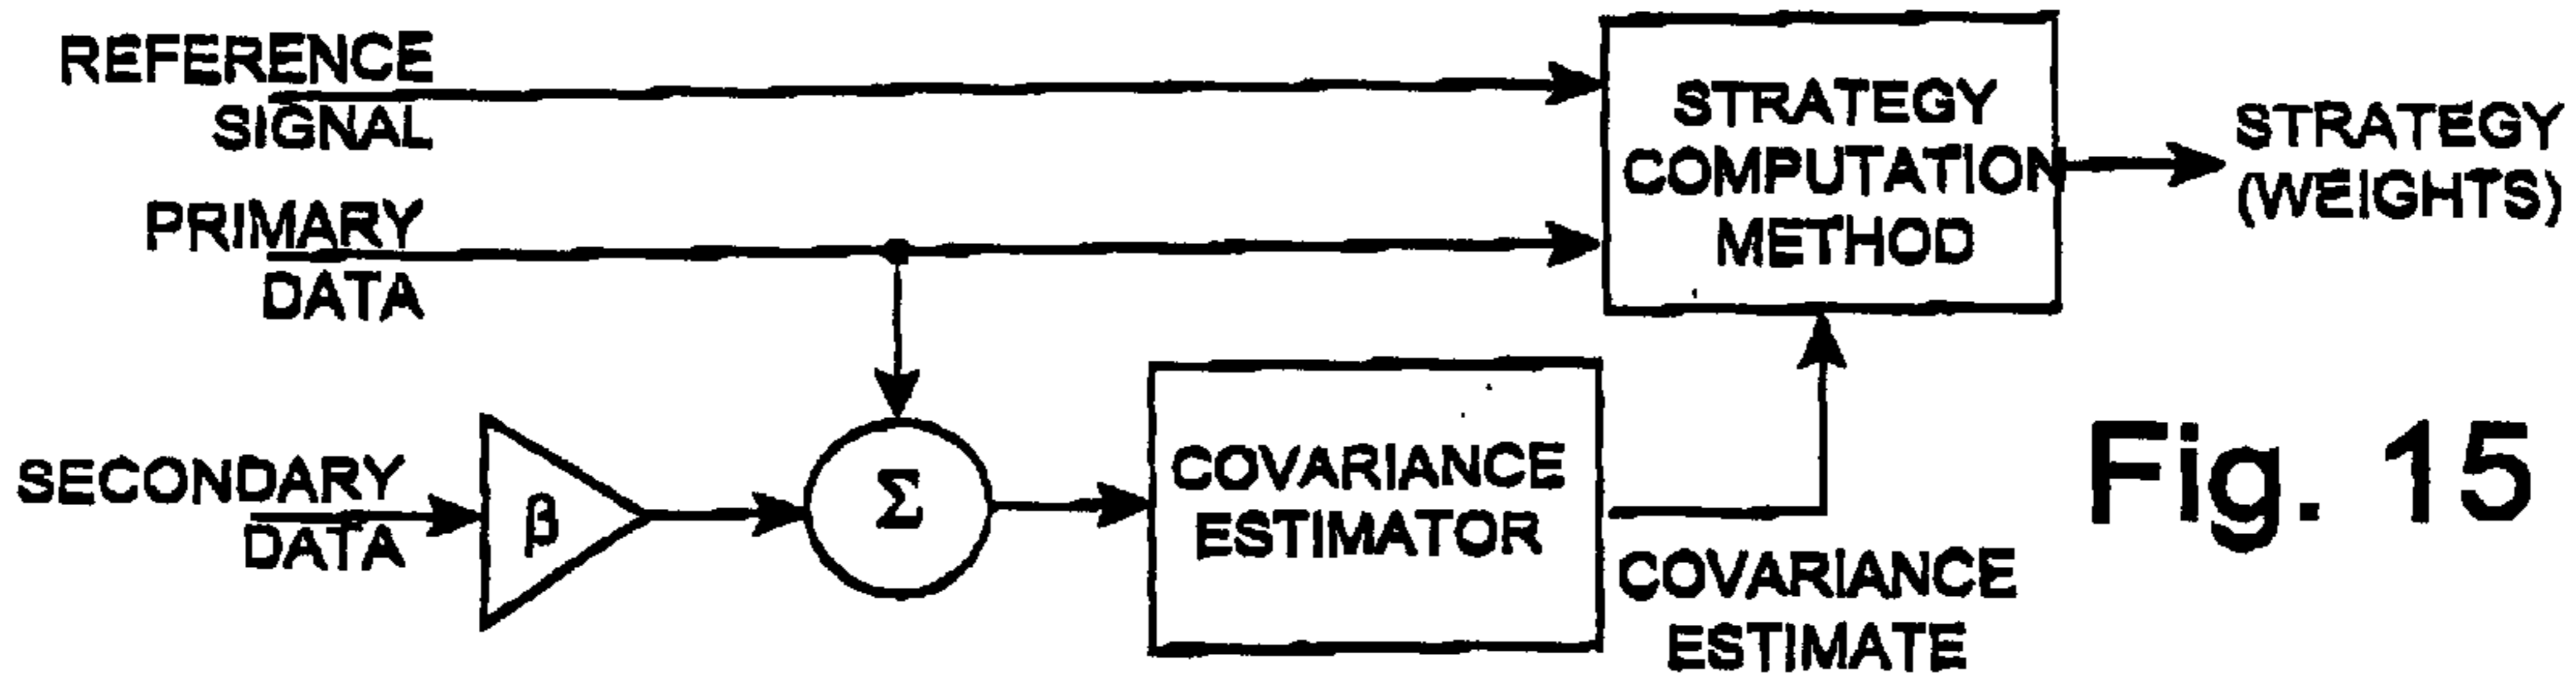 REFERENCE
SIGNAL
PRIMARY
DATA
SECONDARY
DATA
β
Σ
COVARIANCE
ESTIMATOR
COVARIANCE
ESTIMATE
STRATEGY
COMPUTATION
METHOD
STRATEGY
(WEIGHTS)
Fig. 15